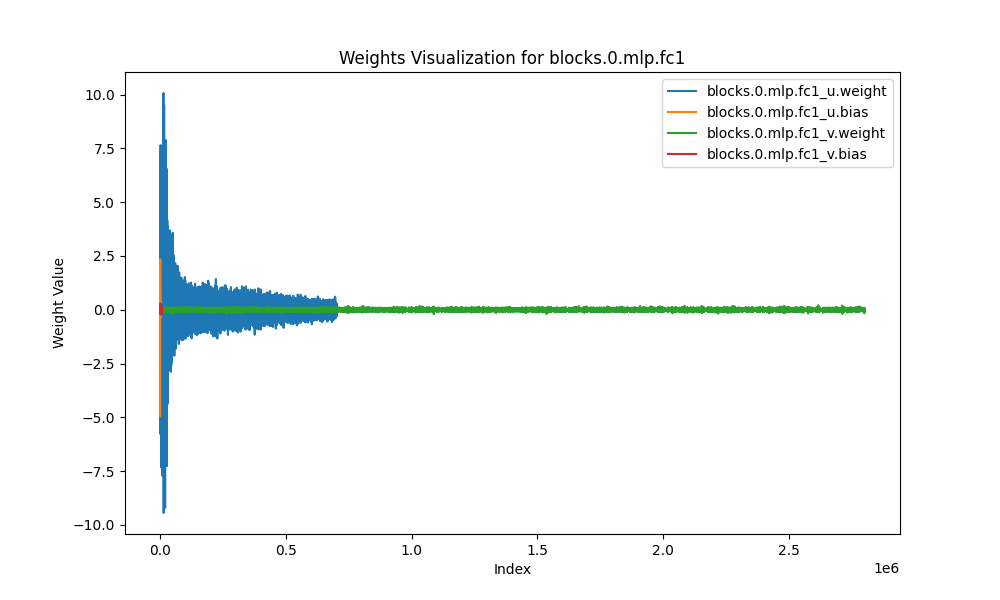 Weights Visualization for blocks.0.mlp.fc1
blocks.0.mlp.fc1_u.weight
blocks.0.mlp.fc1_u.bias
blocks.0.mlp.fc1_v.weight
blocks.0.mlp.fc1_v.bias
Weight Value
10.0
7.5
5.0
2.5
0.0
−2.5
−5.0
−7.5
−10.0
0.0 0.5 1.0 1.5 2.0 2.5
1e6
Index